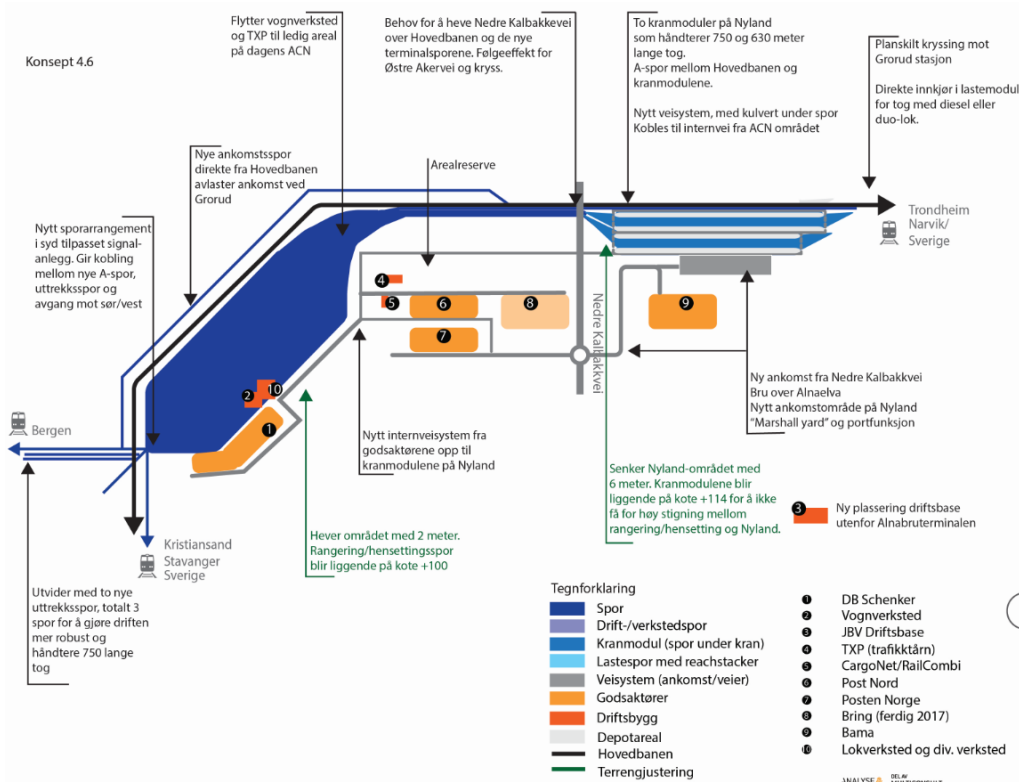 Konsept 4.6
Flytter vognverksted
og TXP til ledig areal
på dagens ACN
Behov for å heve Nedre Kalbakkevei
over Hovedbanen og de nye
terminalsporene. Følgeeffekt for
Østre Akervei og kryss.
To kranmoduler på Nyland
som håndterer 750 og 630 meter
lange tog.
A-spor mellom Hovedbanen og
kranmodulene.
Nytt veisystem, med kulvert under spor
Kobles til internvei fra ACN området
Planskilt kryssing mot
Grorud stasjon
Direkte innkjør i lastemodul
for tog med diesel eller
duo-lok.
Nye ankomstsspor
direkte fra Hovedbanen
avlaster ankomst ved
Grorud
Arealreserve
Nytt sporarrangement
i syd tilpasset signal-
anlegg. Gir kobling
mellom nye A-spor,
uttrekksspor og
avgang mot sør/vest
Trondheim
Narvik/
Sverige
4
5
6
7
8
9
Nedre Kalbakkvei
2
10
1
Bergen
Ny ankomst fra Nedre Kalbakkvei
Bru over Alnaelva
Nytt ankomstområde på Nyland
"Marshall yard" og portfunksjon
Nytt internveisystem fra
godsaktørene opp til
kranmodulene på Nyland
Senker Nyland-området med
6 meter. Kranmodulene blir
liggende på kote +114 for å ikke
få for høy stigning mellom
rangering/hensetting og Nyland.
3
Ny plassering driftsbase
utenfor Alnabruterminalen
Hever området med 2 meter.
Rangering/hensettingsspor
blir liggende på kote +100
Kristiansand
Stavanger
Sverige
Utvider med to nye
uttrekksspor, totalt 3
spor for å gjøre driften
mer robust og
håndtere 750 lange
tog
Tegnforklaring
Spor
Drift-/verkstedspor
Kranmodul (spor under kran)
Lastespor med reachstacker
Veisystem (ankomst/veier)
Godsaktører
Driftsbygg
Depotareal
Hovedbanen
Terrengjustering
1 DB Schenker
2 Vognverksted
3 JBV Driftsbase
4 TXP (trafikktårn)
5 CargoNet/RailCombi
6 Post Nord
7 Posten Norge
8 Bring (ferdig 2017)
9 Bama
10 Lokverksted og div. verksted